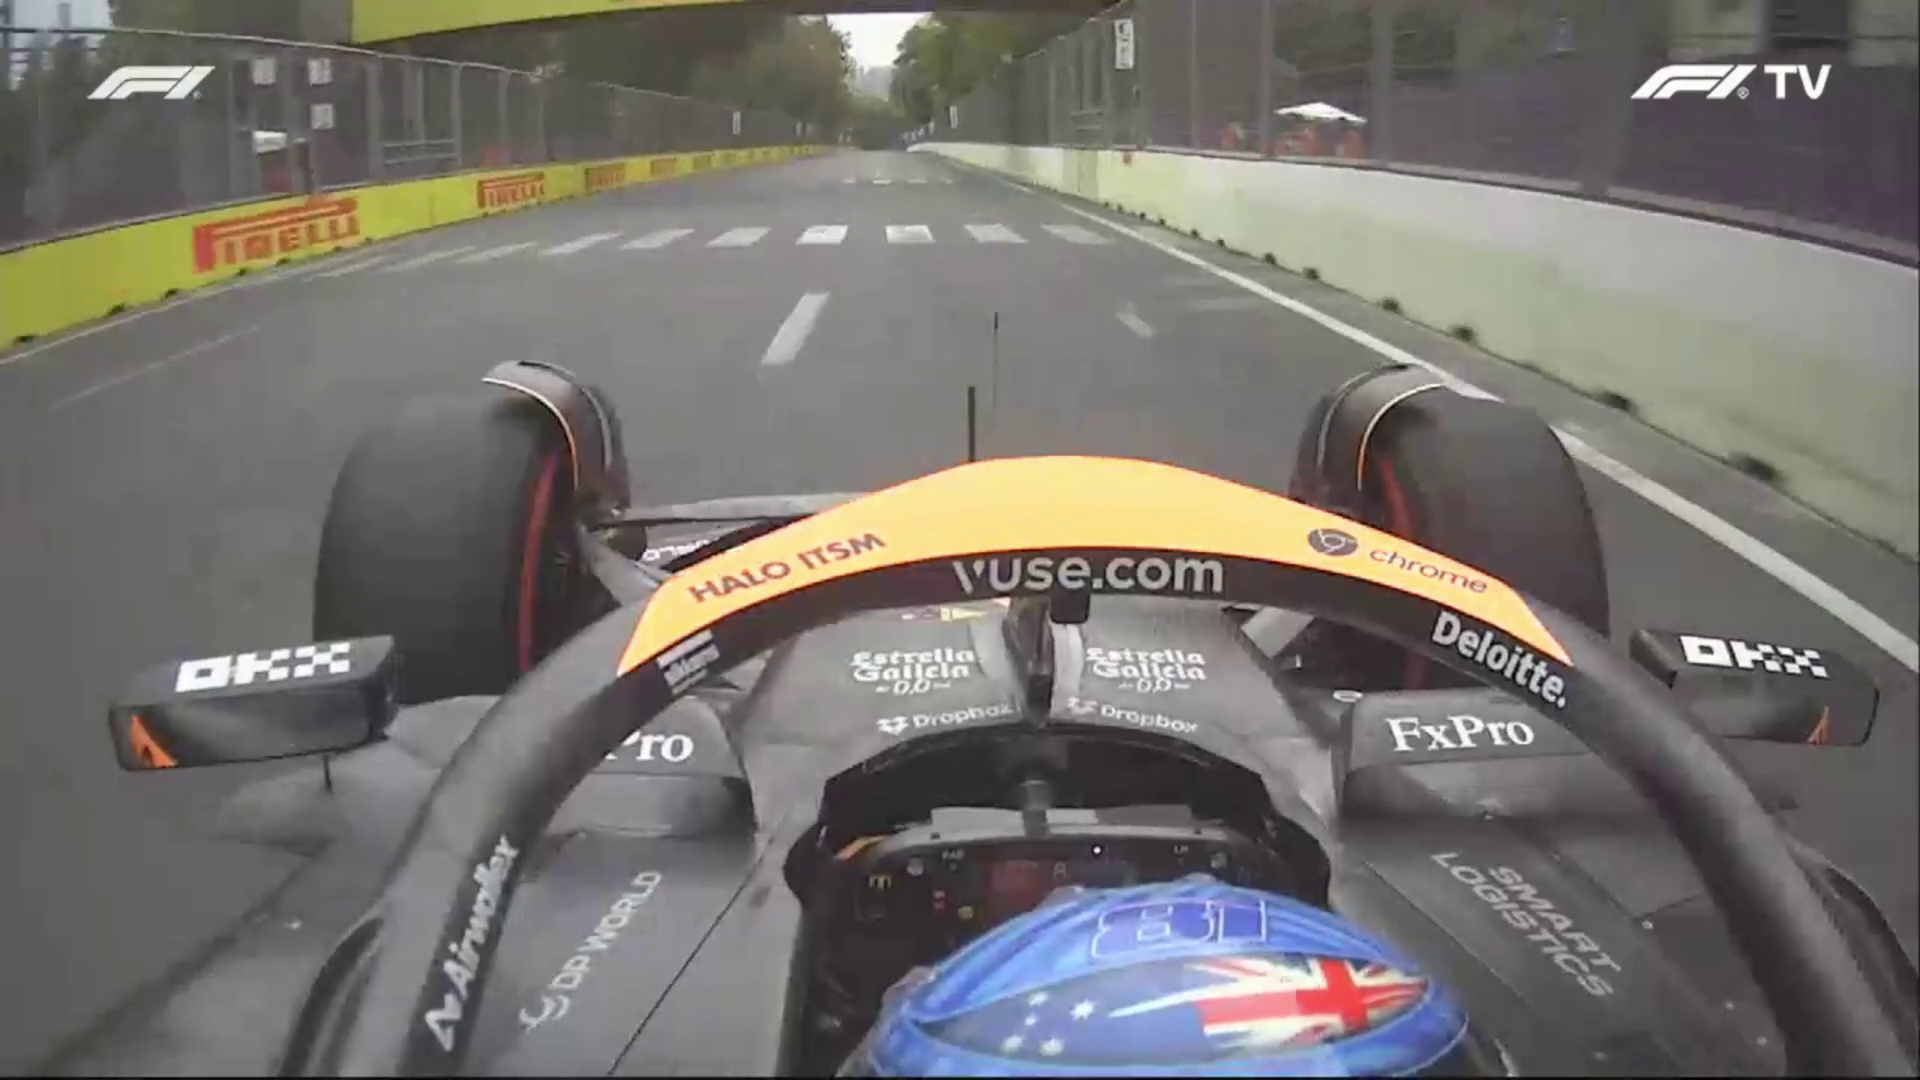 F1
F1 TV
PIRELLI
PIRELLI
HALO ITSM
chrome
vuse.com
Deloitte.
OKX
OKX
Estrella
Galicia
0,0
Estrella
Galicia
0,0
Dropbox
Dropbox
Pro
FxPro
Airwallex
DP WORLD
SMART
LOGISTICS
81